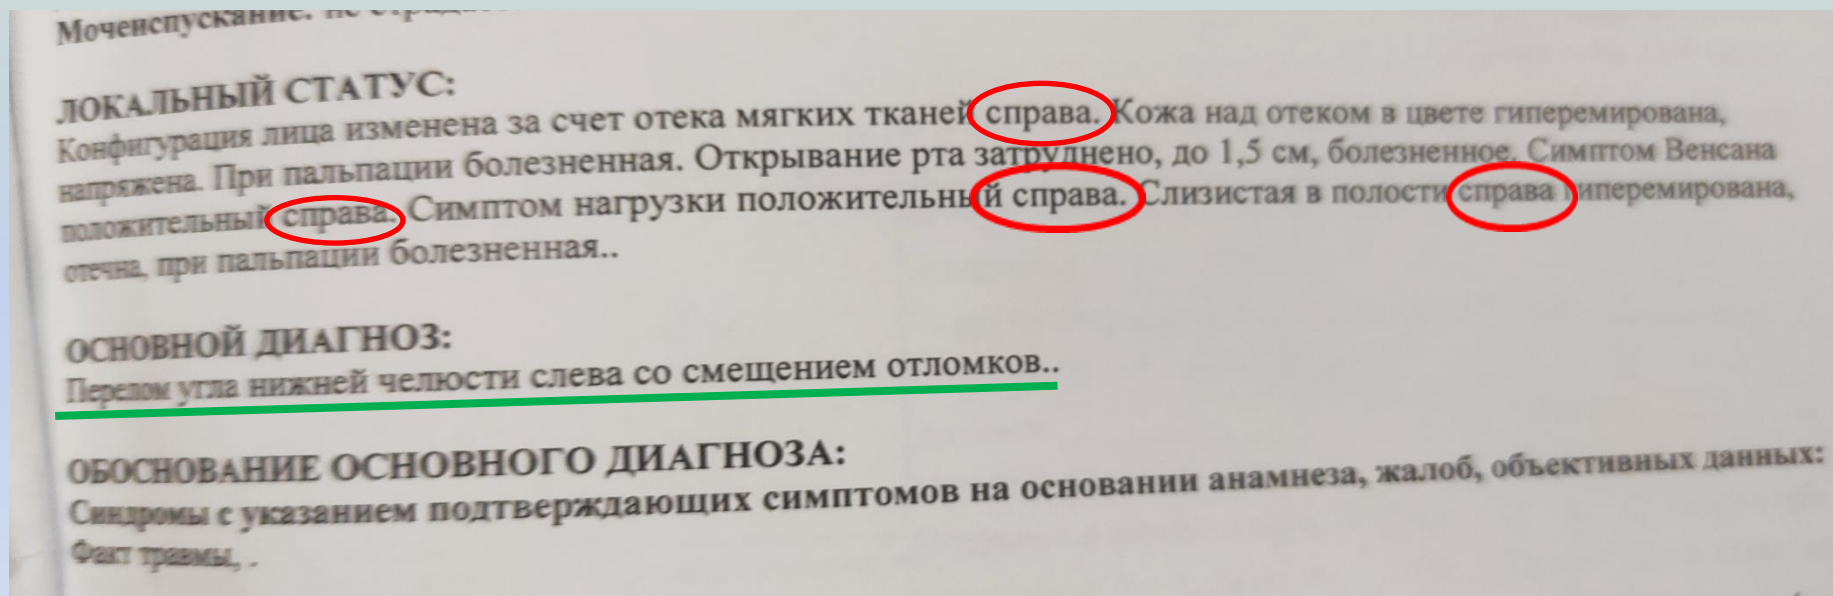 Мочеиспускание: не
ЛОКАЛЬНЫЙ СТАТУС:
Конфигурация лица изменена за счет отека мягких тканей справа. Кожа над отеком в цвете гиперемирована,
напряжена. При пальпации болезненная. Открывание рта затруднено, до 1,5 см, болезненное. Симптом Венсана
положительный справа. Симптом нагрузки положительный справа. Слизистая в полости справа гиперемирована,
отечна, при пальпации болезненная..
ОСНОВНОЙ ДИАГНОЗ:
Перелом угла нижней челюсти слева со смещением отломков..
ОБОСНОВАНИЕ ОСНОВНОГО ДИАГНОЗА:
Синдромы с указанием подтверждающих симптомов на основании анамнеза, жалоб, объективных данных:
Факт травмы, .